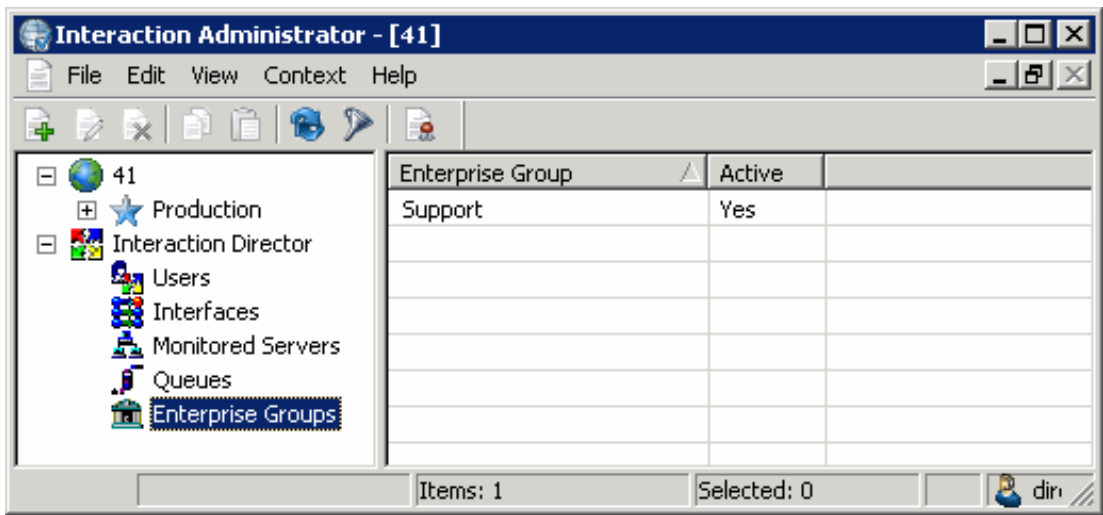 Interaction Administrator - [41]
File Edit View Context Help
41
Production
Interaction Director
Users
Interfaces
Monitored Servers
Queues
Enterprise Groups
Enterprise Group Active
Support Yes
Items: 1 Selected: 0